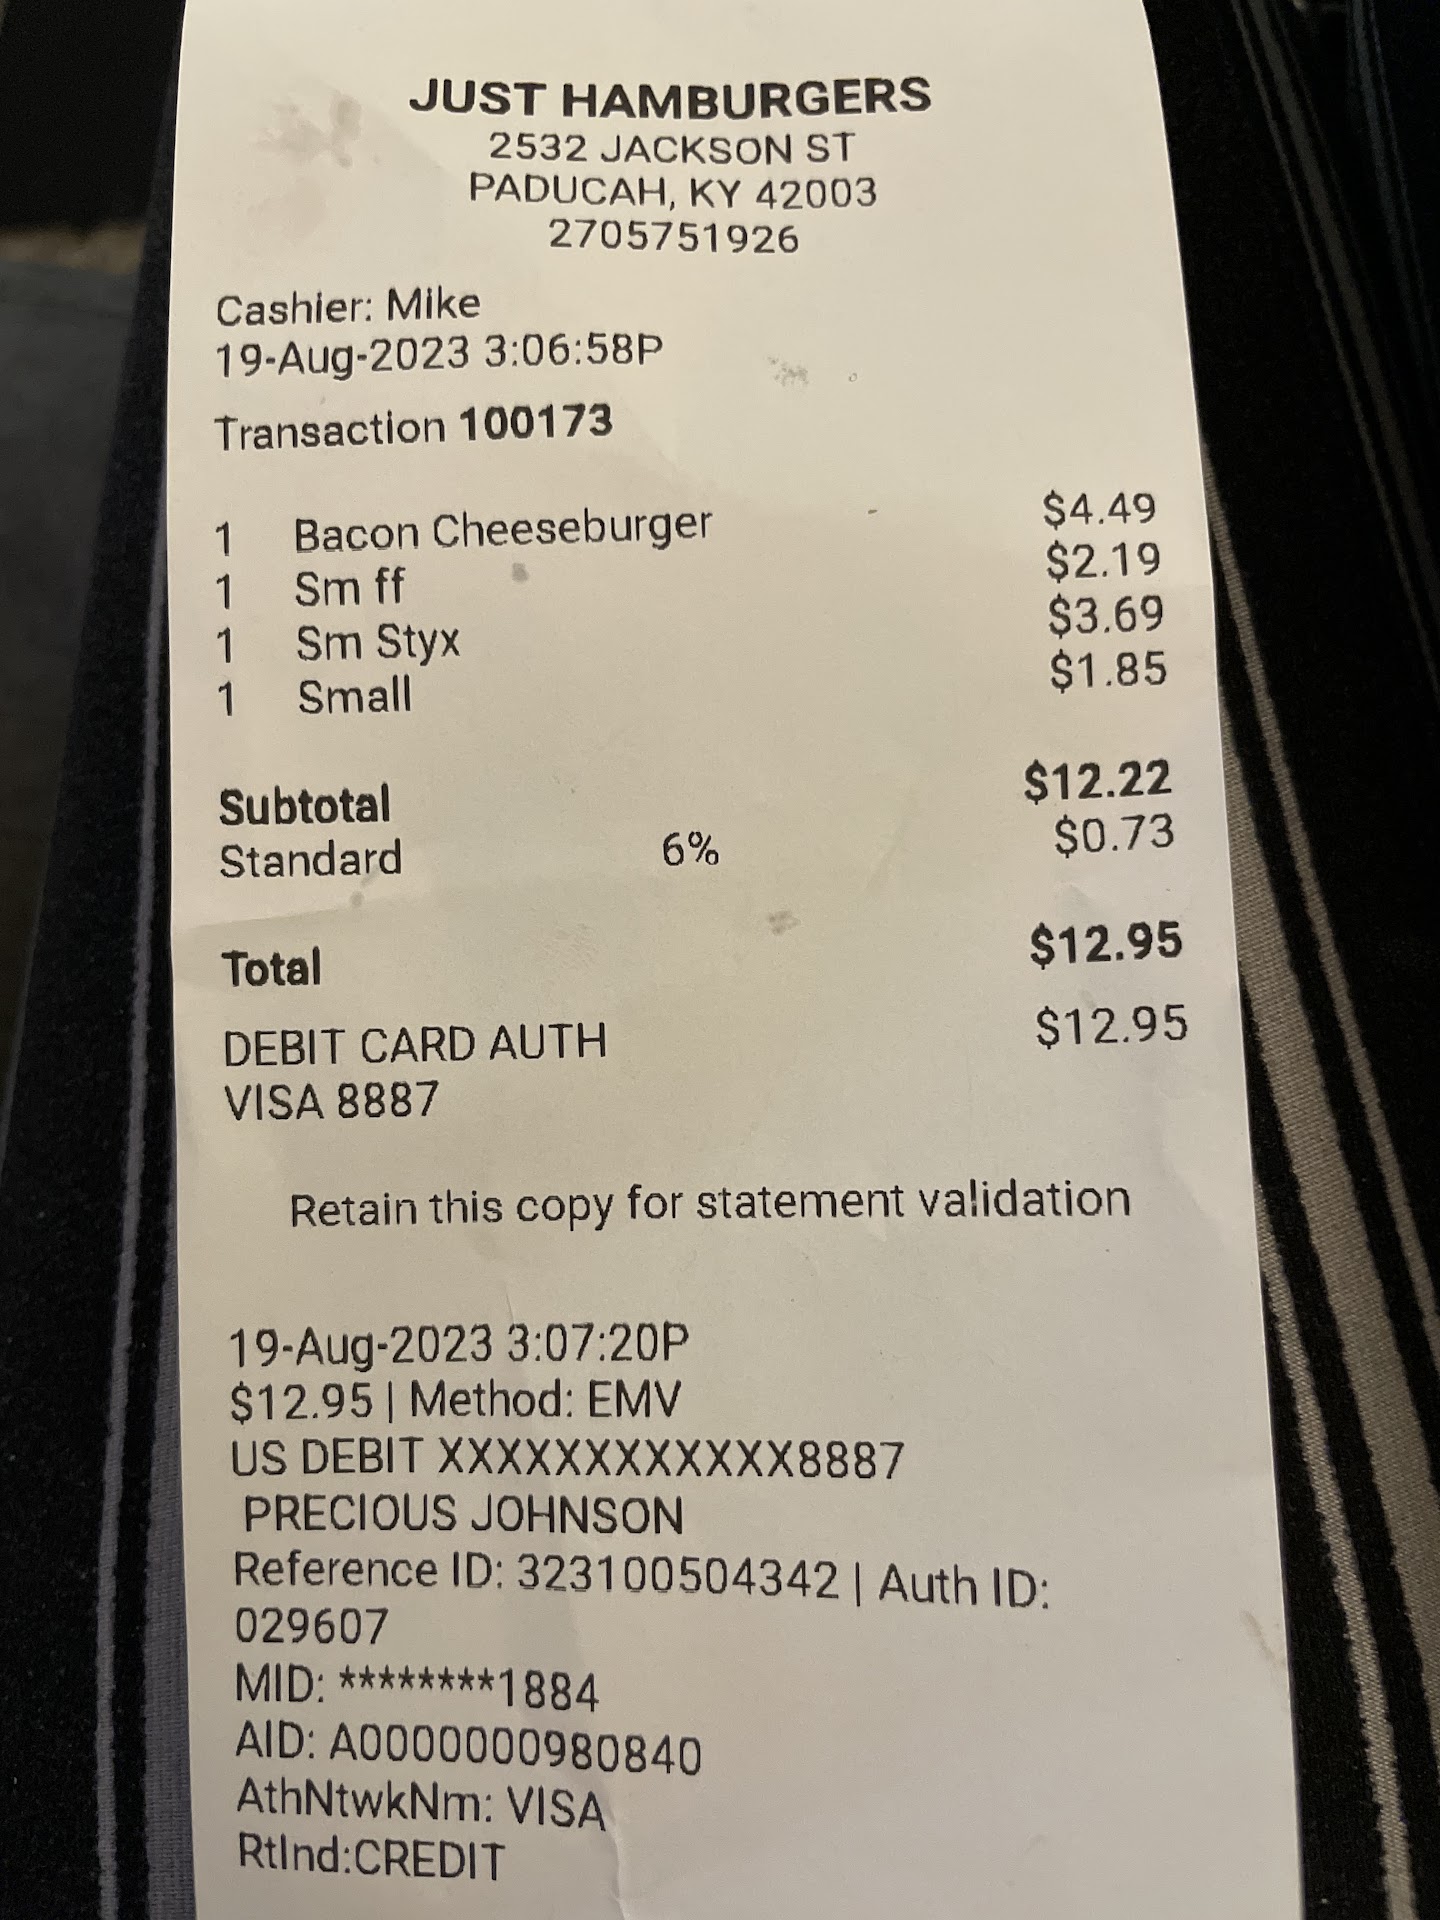 JUST HAMBURGERS
2532 JACKSON ST
PADUCAH, KY 42003
2705751926
Cashier: Mike
19-Aug-2023 3:06:58P
Transaction 100173
1 Bacon Cheeseburger $4.49
1 Sm ff $2.19
1 Sm Styx $3.69
1 Small $1.85
Subtotal $12.22
Standard 6% $0.73
Total $12.95
DEBIT CARD AUTH $12.95
VISA 8887
Retain this copy for statement validation
19-Aug-2023 3:07:20P
$12.95 | Method: EMV
US DEBIT XXXXXXXXXXXX8887
PRECIOUS JOHNSON
Reference ID: 323100504342 | Auth ID:
029607
MID: ********1884
AID: A0000000980840
AthNtwkNm: VISA
RtInd:CREDIT